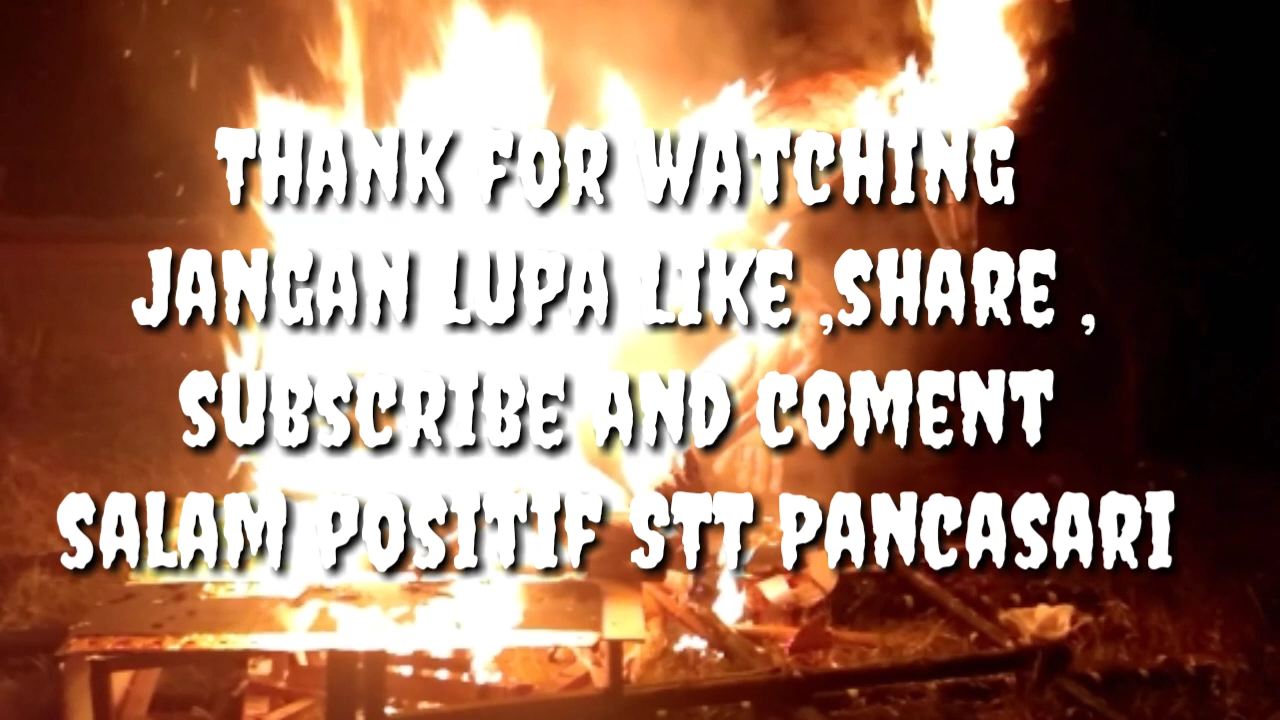 THANK FOR WATCHING
JANGAN LUPA LIKE ,SHARE ,
SUBSCRIBE AND COMENT
SALAM POSITIF STT PANCASARI